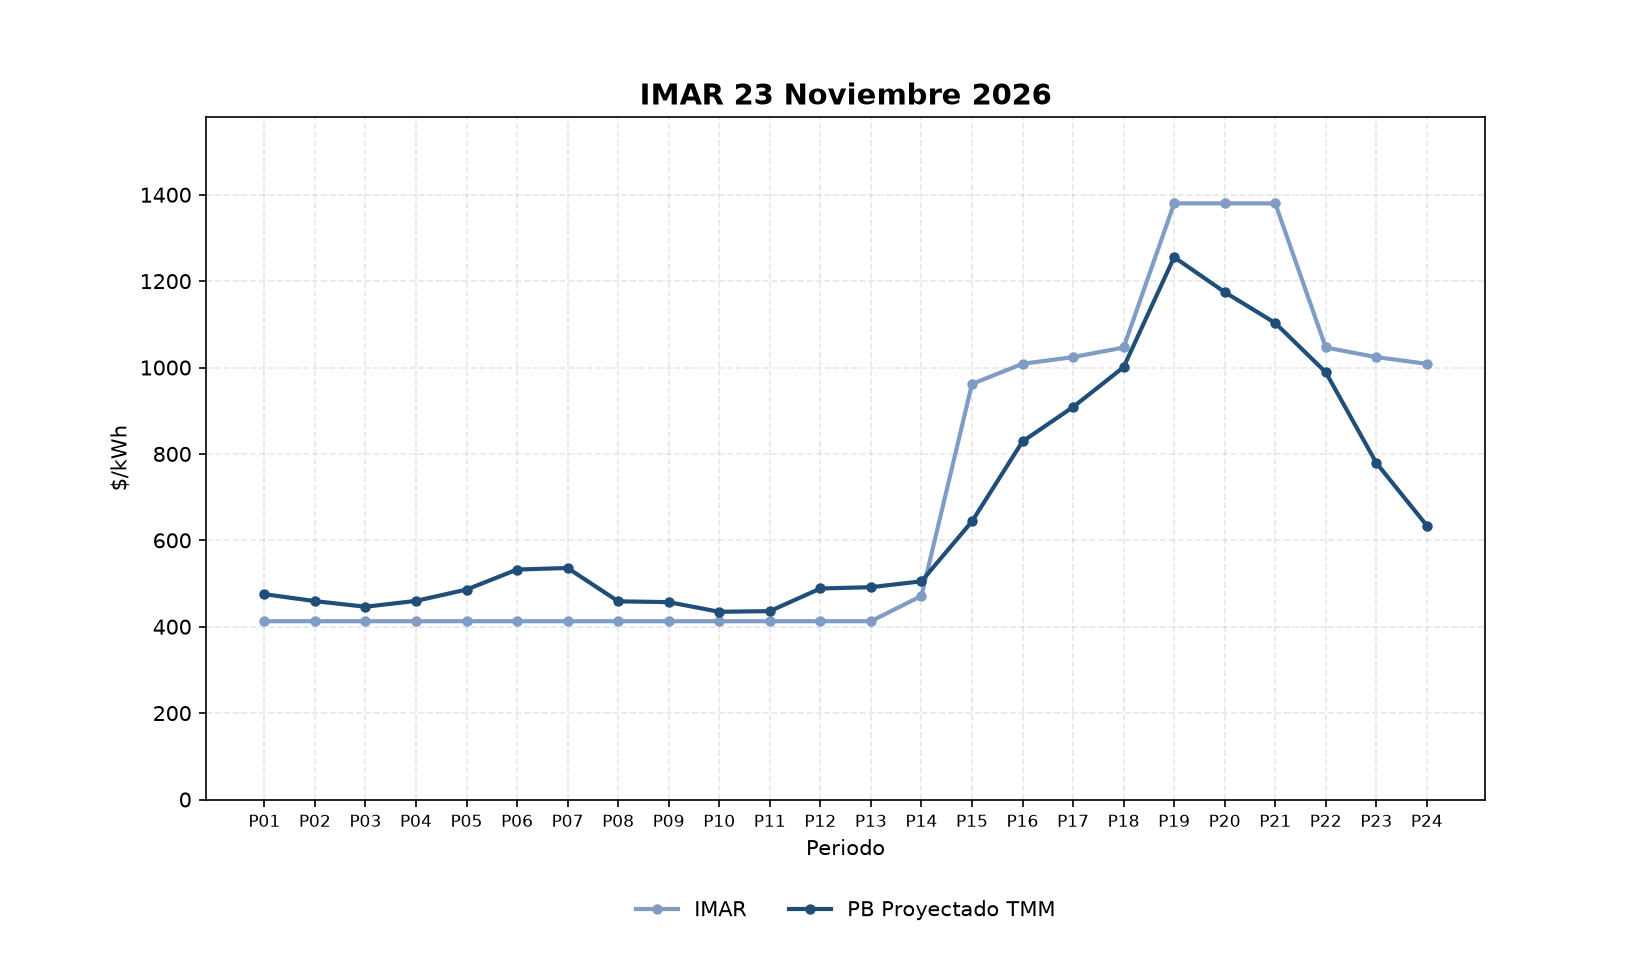 IMAR 23 Noviembre 2026
1400
1200
1000
800
600
400
200
0
$/kWh
P01 P02 P03 P04 P05 P06 P07 P08 P09 P10 P11 P12 P13 P14 P15 P16 P17 P18 P19 P20 P21 P22 P23 P24
Periodo
IMAR PB Proyectado TMM